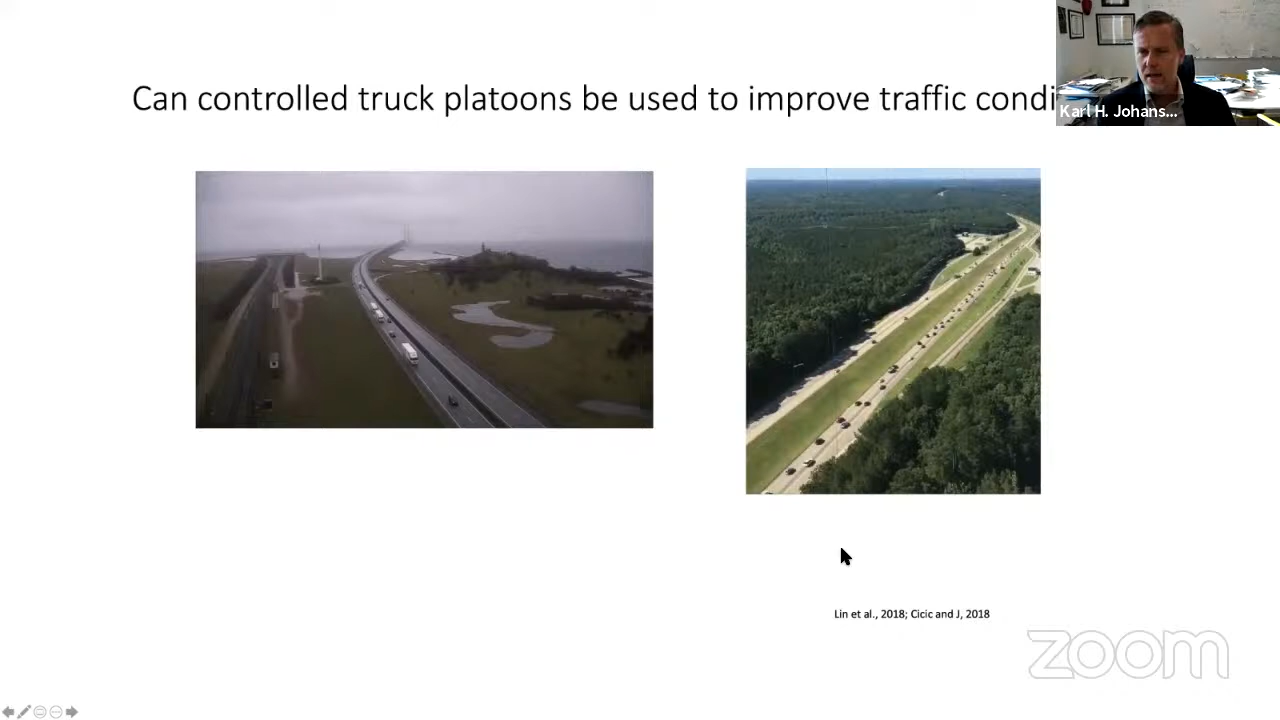 Can controlled truck platoons be used to improve traffic condi
Karl H. Johans...
Lin et al., 2018; Cicic and J, 2018
zoom